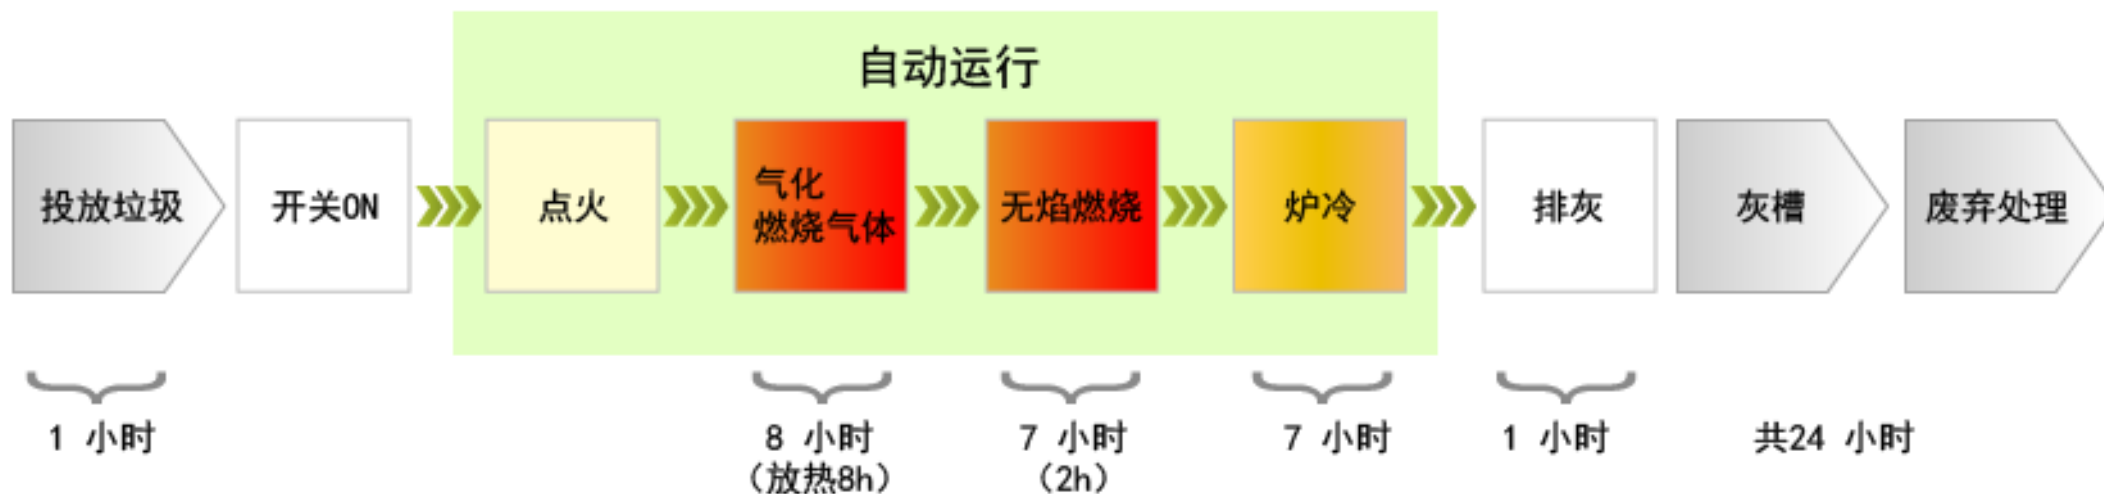 自动运行
投放垃圾
开关ON
点火
气化
燃烧气体
无焰燃烧
炉冷
排灰
灰槽
废弃处理
1 小时
8 小时
（放热8h）
7 小时
（2h）
7 小时
1 小时
共24 小时